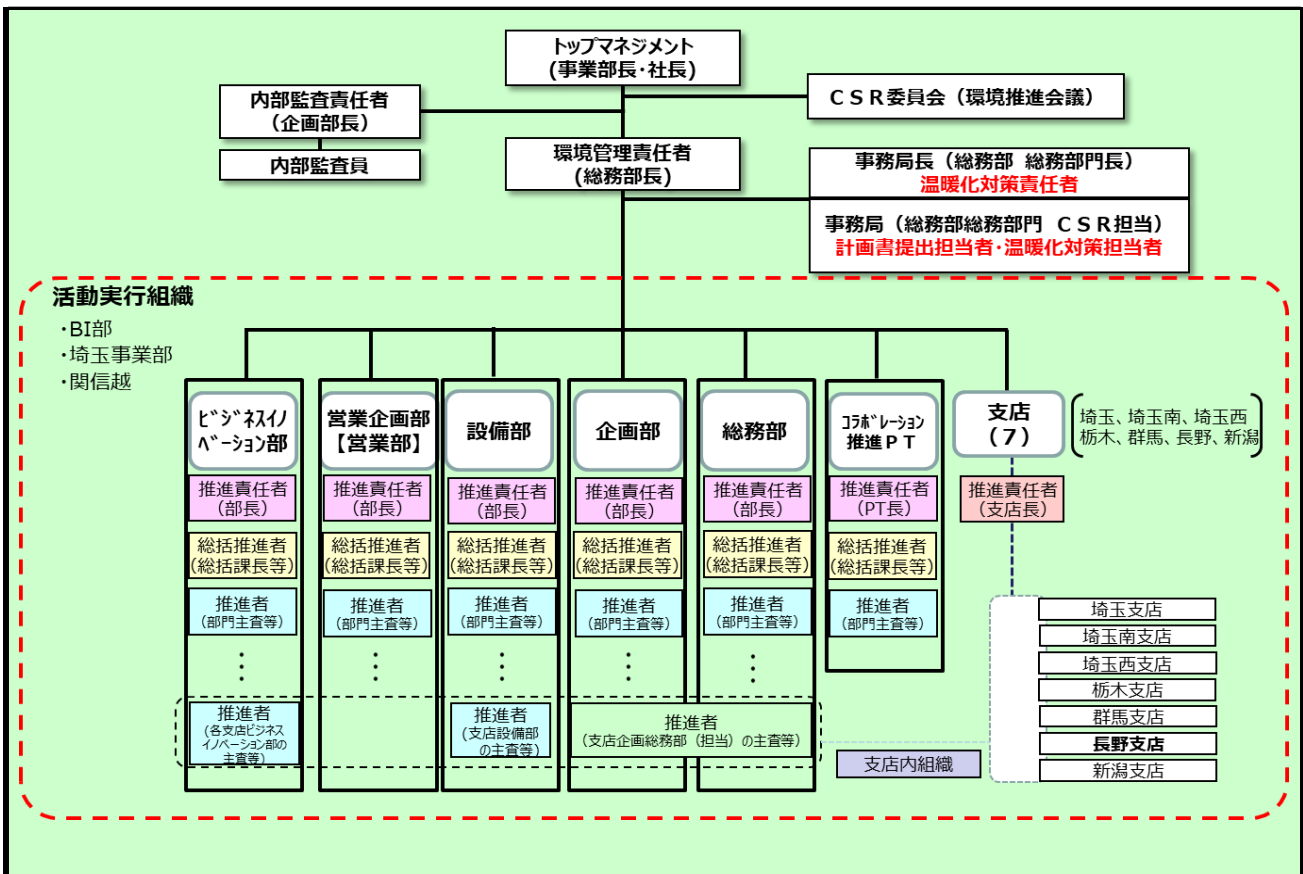 トップマネジメント
(事業部長・社長)
CSR委員会（環境推進会議）
内部監査責任者
（企画部長）
内部監査員
環境管理責任者
(総務部長)
事務局長（総務部 総務部門長）
温暖化対策責任者
事務局（総務部総務部門 CSR担当）
計画書提出担当者・温暖化対策担当者
活動実行組織
・BI部
・埼玉事業部
・関信越
ﾋﾞｼﾞﾈｽｲﾉ
ﾍﾞｰｼｮﾝ部
推進責任者
（部長）
総括推進者
(総括課長等)
推進者
(部門主査等)
⋮
推進者
(各支店ビジネス
イノベーション部の
主査等)
営業企画部
【営業部】
推進責任者
（部長）
総括推進者
(総括課長等)
推進者
(部門主査等)
⋮
設備部
推進責任者
（部長）
総括推進者
(総括課長等)
推進者
(部門主査等)
⋮
推進者
(支店設備部
の主査等)
企画部
推進責任者
（部長）
総括推進者
(総括課長等)
推進者
(部門主査等)
⋮
総務部
推進責任者
（部長）
総括推進者
(総括課長等)
推進者
(部門主査等)
⋮
推進者
(支店企画総務部（担当）の主査等)
ｺﾗﾎﾞﾚｰｼｮﾝ
推進PT
推進責任者
（PT長）
総括推進者
(総括課長等)
推進者
(部門主査等)
支店
（7）
埼玉、埼玉南、埼玉西
栃木、群馬、長野、新潟
推進責任者
（支店長）
埼玉支店
埼玉南支店
埼玉西支店
栃木支店
群馬支店
長野支店
新潟支店
支店内組織